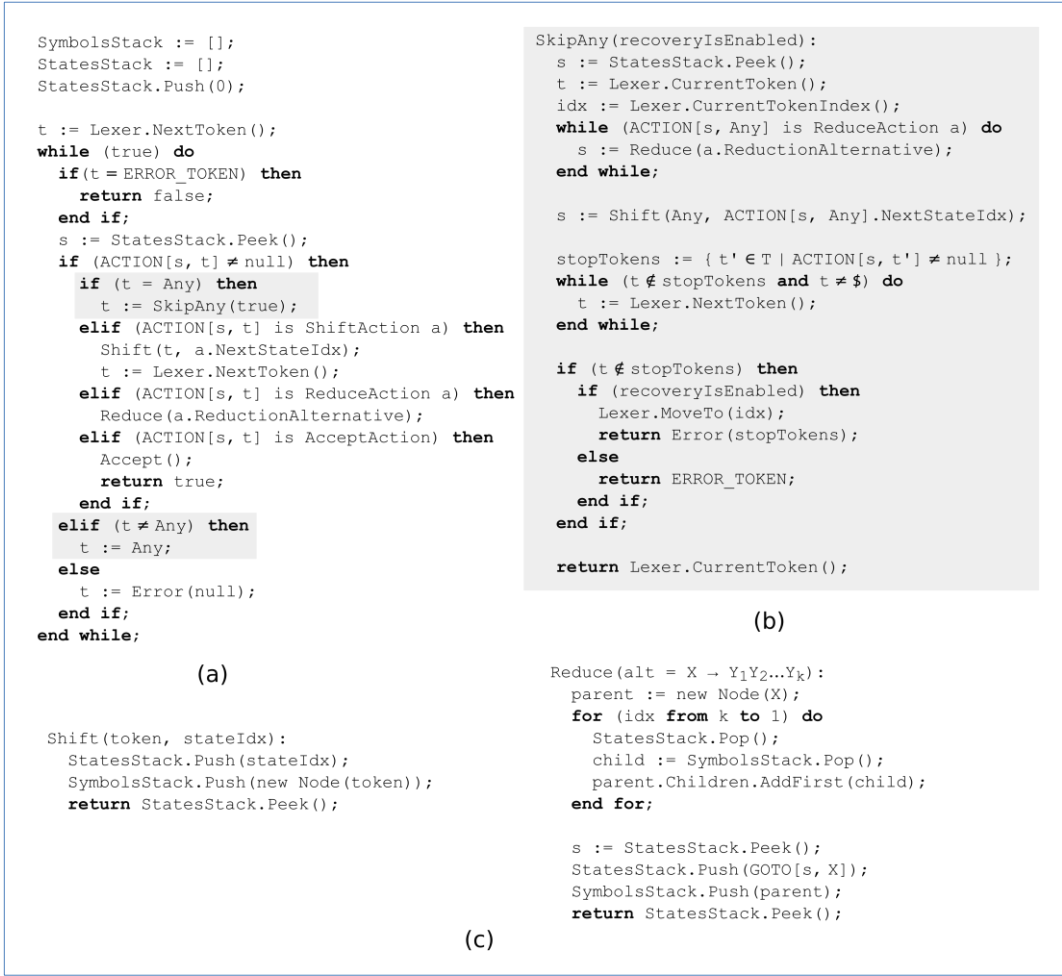 SymbolsStack := [];
StatesStack := [];
StatesStack.Push(0);

t := Lexer.NextToken();
while (true) do
  if(t = ERROR_TOKEN) then
    return false;
  end if;
  s := StatesStack.Peek();
  if (ACTION[s, t] ≠ null) then
    if (t = Any) then
      t := SkipAny(true);
    elif (ACTION[s, t] is ShiftAction a) then
      Shift(t, a.NextStateIdx);
      t := Lexer.NextToken();
    elif (ACTION[s, t] is ReduceAction a) then
      Reduce(a.ReductionAlternative);
    elif (ACTION[s, t] is AcceptAction) then
      Accept();
      return true;
    end if;
  elif (t ≠ Any) then
    t := Any;
  else
    t := Error(null);
  end if;
end while;
(a)
SkipAny(recoveryIsEnabled):
  s := StatesStack.Peek();
  t := Lexer.CurrentToken();
  idx := Lexer.CurrentTokenIndex();
  while (ACTION[s, Any] is ReduceAction a) do
    s := Reduce(a.ReductionAlternative);
  end while;

  s := Shift(Any, ACTION[s, Any].NextStateIdx);

  stopTokens := { t' ∈ T | ACTION[s, t'] ≠ null };
  while (t ∉ stopTokens and t ≠ $) do
    t := Lexer.NextToken();
  end while;

  if (t ∉ stopTokens) then
    if (recoveryIsEnabled) then
      Lexer.MoveTo(idx);
      return Error(stopTokens);
    else
      return ERROR_TOKEN;
    end if;
  end if;

  return Lexer.CurrentToken();
(b)
Shift(token, stateIdx):
  StatesStack.Push(stateIdx);
  SymbolsStack.Push(new Node(token));
  return StatesStack.Peek();
Reduce(alt = X → Y₁Y₂…Yₖ):
  parent := new Node(X);
  for (idx from k to 1) do
    StatesStack.Pop();
    child := SymbolsStack.Pop();
    parent.Children.AddFirst(child);
  end for;

  s := StatesStack.Peek();
  StatesStack.Push(GOTO[s, X]);
  SymbolsStack.Push(parent);
  return StatesStack.Peek();
(c)